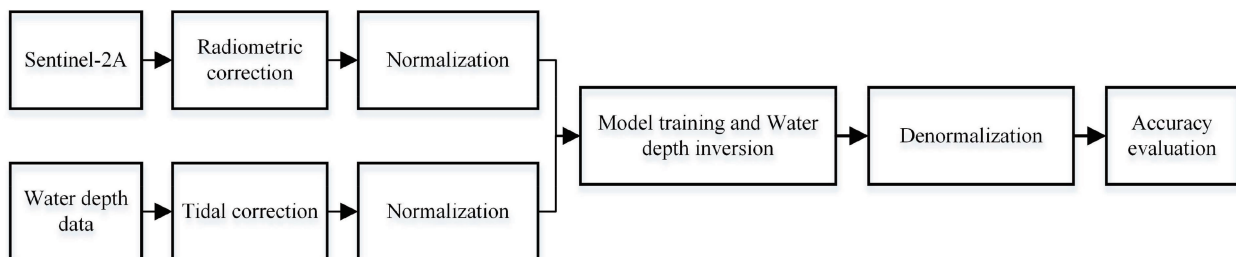 Sentinel-2A
Radiometric
correction
Normalization
Water depth
data
Tidal correction
Normalization
Model training and Water
depth inversion
Denormalization
Accuracy
evaluation